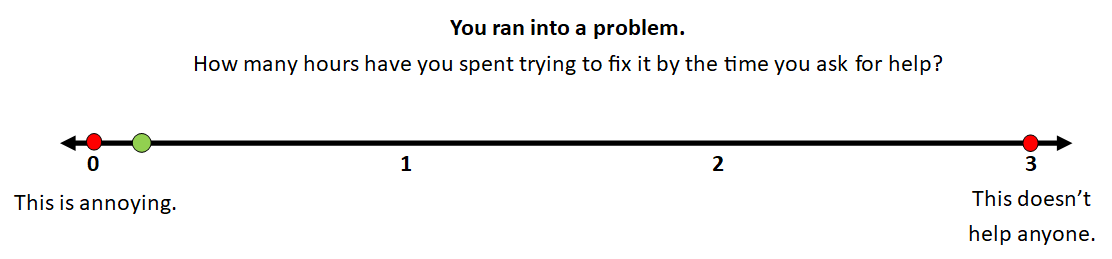 You ran into a problem.
How many hours have you spent trying to fix it by the time you ask for help?
0 1 2 3
This is annoying.
This doesn’t
help anyone.